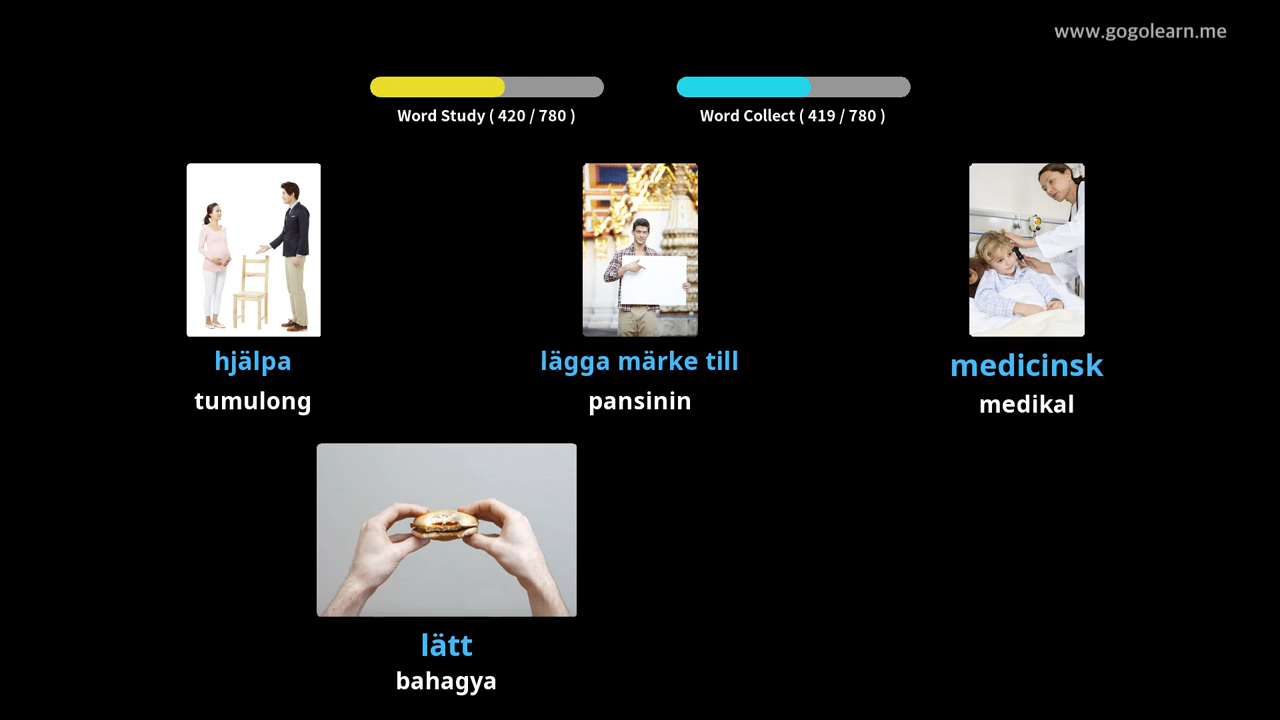 www.gogolearn.me
Word Study ( 420 / 780 )
Word Collect ( 419 / 780 )
hjälpa
tumulong
lägga märke till
pansinin
medicinsk
medikal
lätt
bahagya